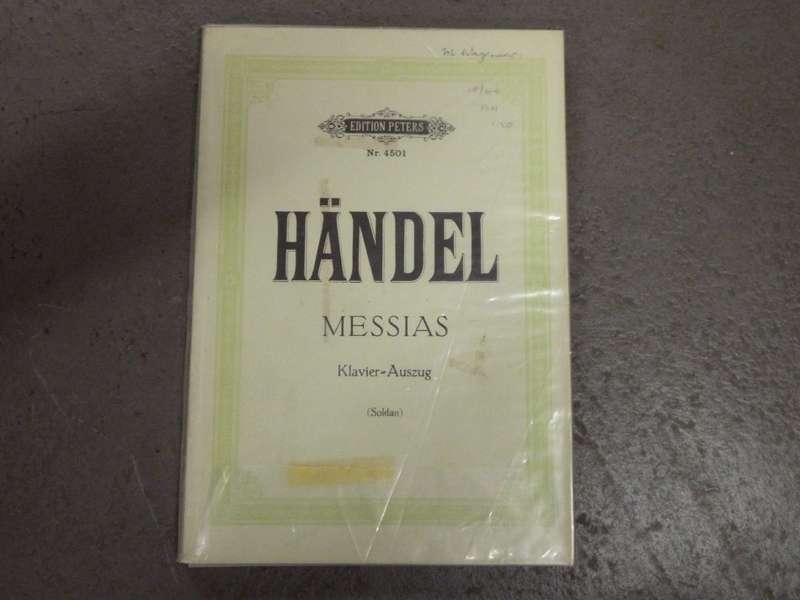 EDITION PETERS
Nr. 4501
HÄNDEL
MESSIAS
Klavier-Auszug
(Soldan)